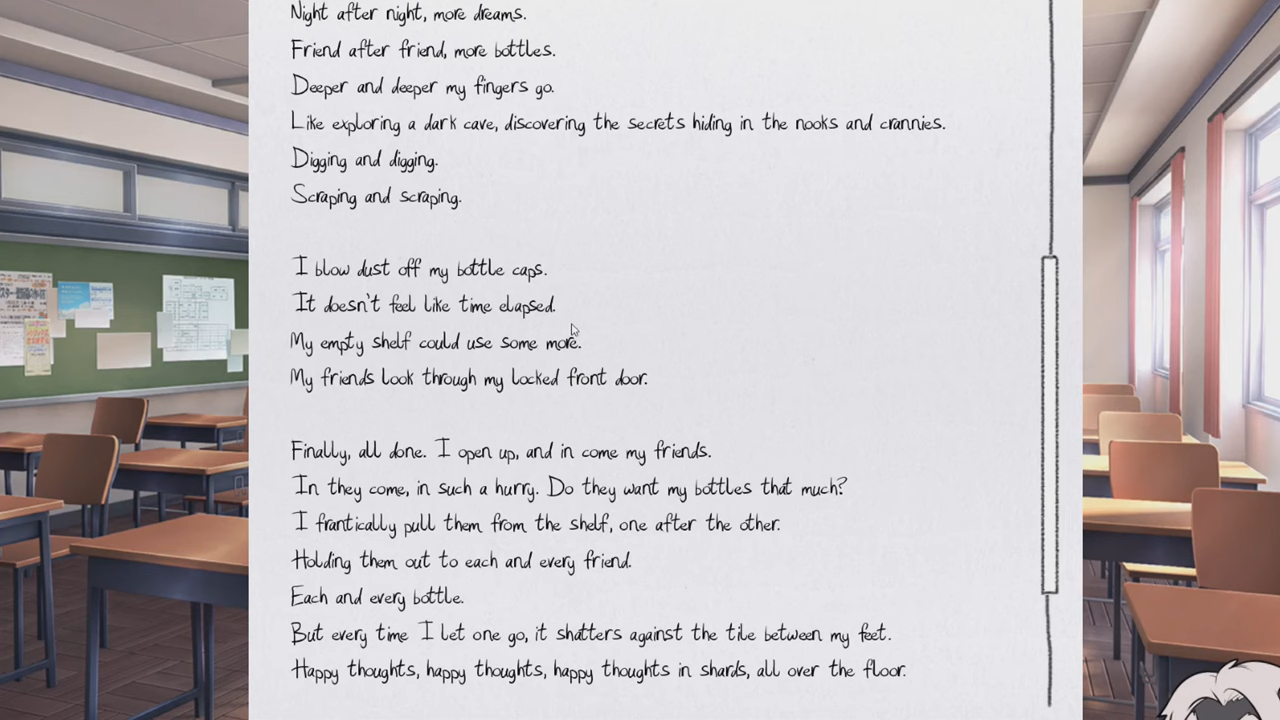 Night after night, more dreams.
Friend after friend, more bottles.
Deeper and deeper my fingers go.
Like exploring a dark cave, discovering the secrets hiding in the nooks and crannies.
Digging and digging.
Scraping and scraping.
I blow dust off my bottle caps.
It doesn't feel like time elapsed.
My empty shelf could use some more.
My friends look through my locked front door.
Finally, all done. I open up, and in come my friends.
In they come, in such a hurry. Do they want my bottles that much?
I frantically pull them from the shelf, one after the other.
Holding them out to each and every friend.
Each and every bottle.
But every time I let one go, it shatters against the tile between my feet.
Happy thoughts, happy thoughts, happy thoughts in shards, all over the floor.